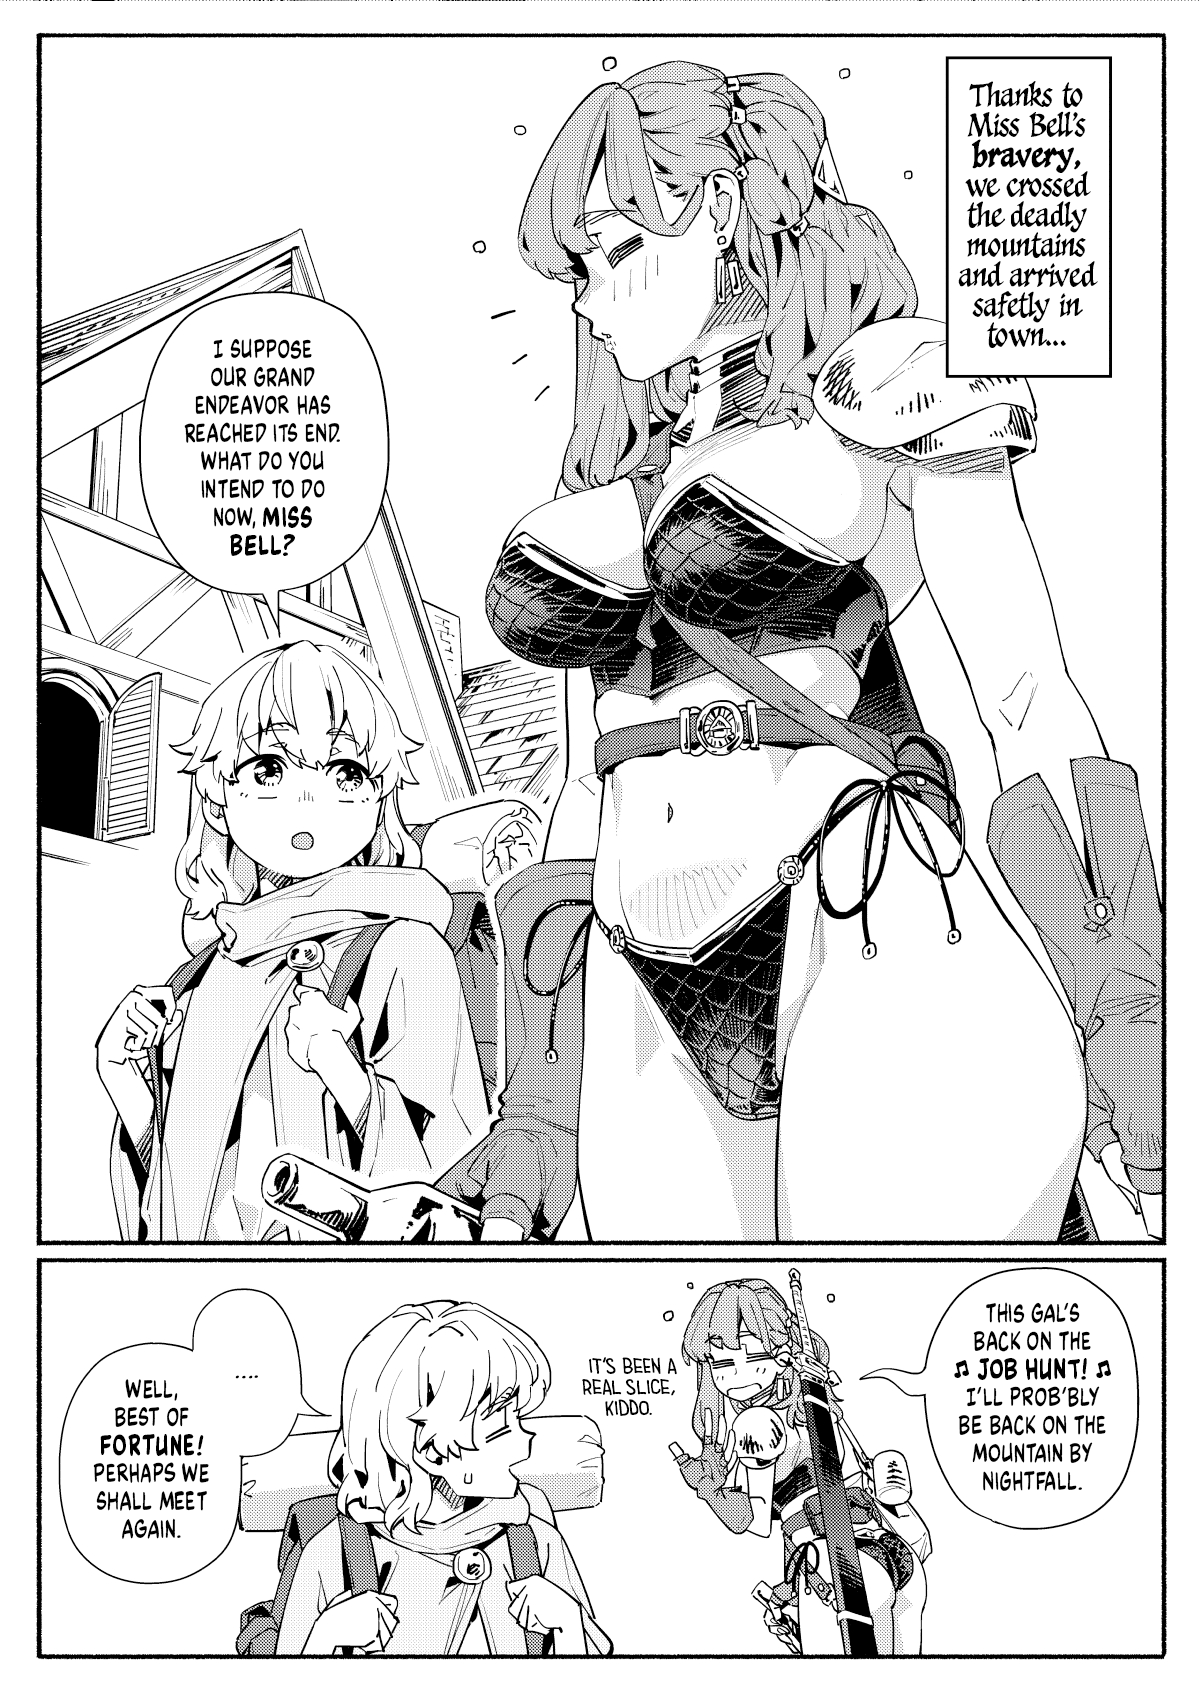 Thanks to
Miss Bell's
bravery,
we crossed
the deadly
mountains
and arrived
safetly in
town...
I SUPPOSE
OUR GRAND
ENDEAVOR HAS
REACHED ITS END.
WHAT DO YOU
INTEND TO DO
NOW, MISS
BELL?
THIS GAL'S
BACK ON THE
♫ JOB HUNT! ♫
I'LL PROB'BLY
BE BACK ON THE
MOUNTAIN BY
NIGHTFALL.
IT'S BEEN A
REAL SLICE,
KIDDO.
....
WELL,
BEST OF
FORTUNE!
PERHAPS WE
SHALL MEET
AGAIN.